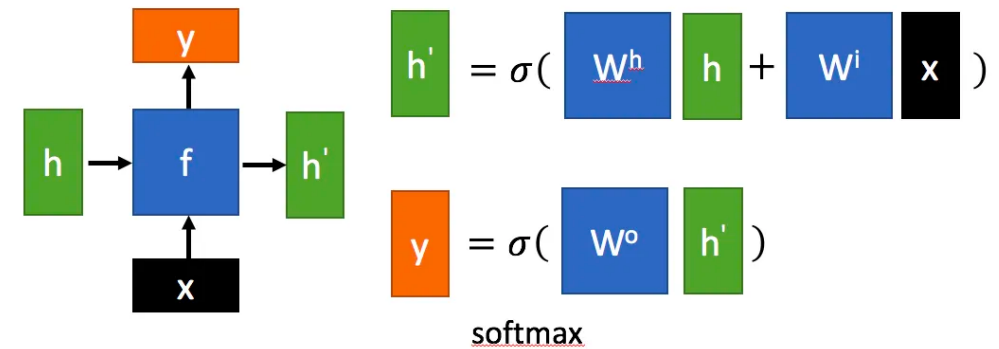 y
h f h'
x
h' = σ( Wʰ h + Wⁱ x )
y = σ( Wᵒ h' )
softmax